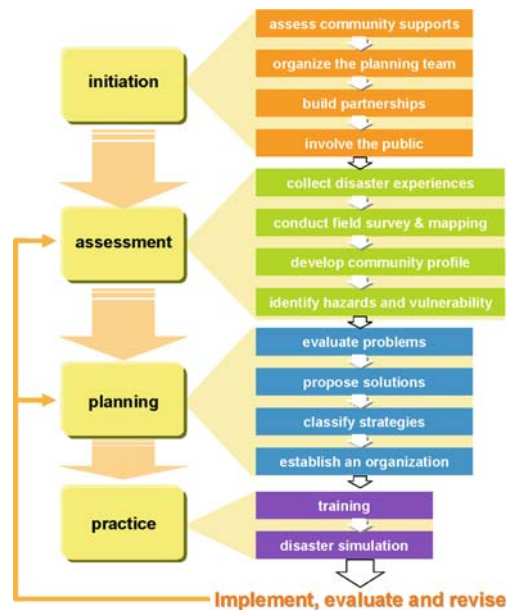 initiation
assess community supports
organize the planning team
build partnerships
involve the public
assessment
collect disaster experiences
conduct field survey & mapping
develop community profile
identify hazards and vulnerability
planning
evaluate problems
propose solutions
classify strategies
establish an organization
practice
training
disaster simulation
Implement, evaluate and revise